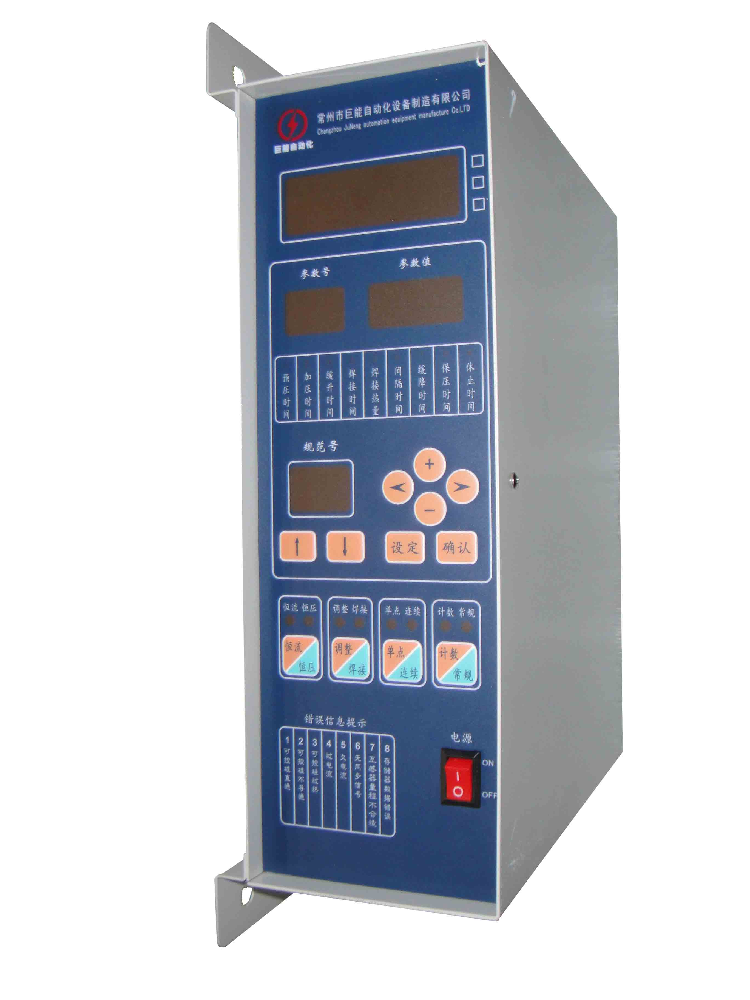 常州市巨能自动化设备制造有限公司
Changzhou JuNeng automation equipment manufacture Co.LTD
巨能自动化
参数号 参数值
预压时间
加压时间
缓升时间
焊接时间
焊接热量
间隔时间
缓降时间
保压时间
休止时间
规范号
+
−
设定 确认
恒流 恒压
恒流
恒压
调整 焊接
调整
焊接
单点 连续
单点
连续
计数 常规
计数
常规
错误信息提示
1 可控硅直通
2 可控硅不导通
3 可控硅过热
4 过电流
5 欠电流
6 无同步信号
7 互感器量程不合适
8 存储器数据错误
电源
ON
OFF